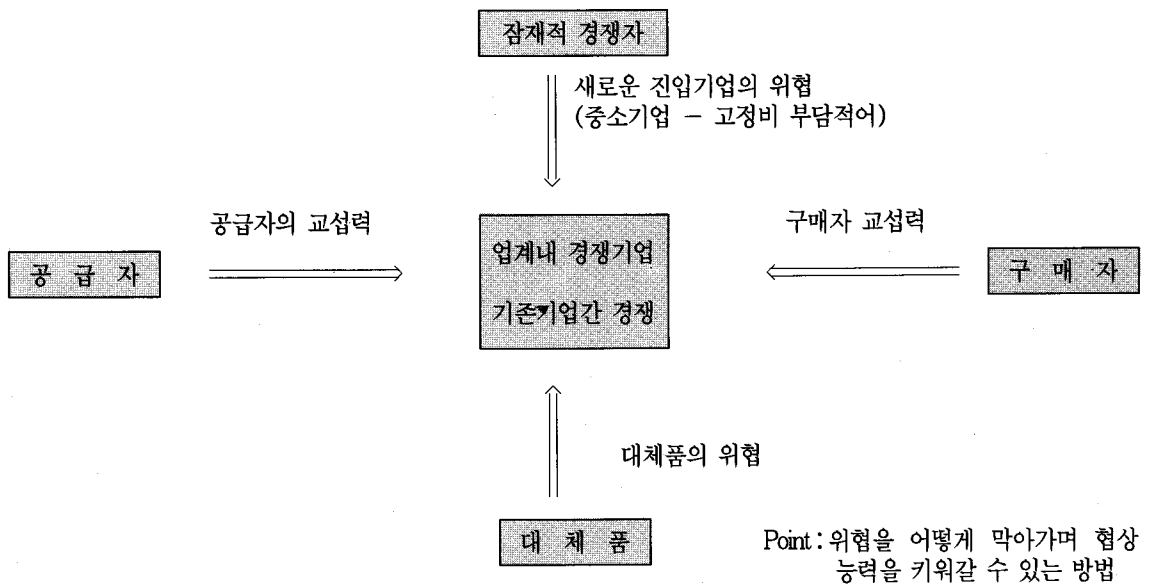 잠재적 경쟁자
새로운 진입기업의 위협
(중소기업 - 고정비 부담적어)
공급자의 교섭력
구매자 교섭력
공 급 자
업계내 경쟁기업
기존기업간 경쟁
구 매 자
대체품의 위협
대 체 품
Point : 위협을 어떻게 막아가며 협상
능력을 키워갈 수 있는 방법